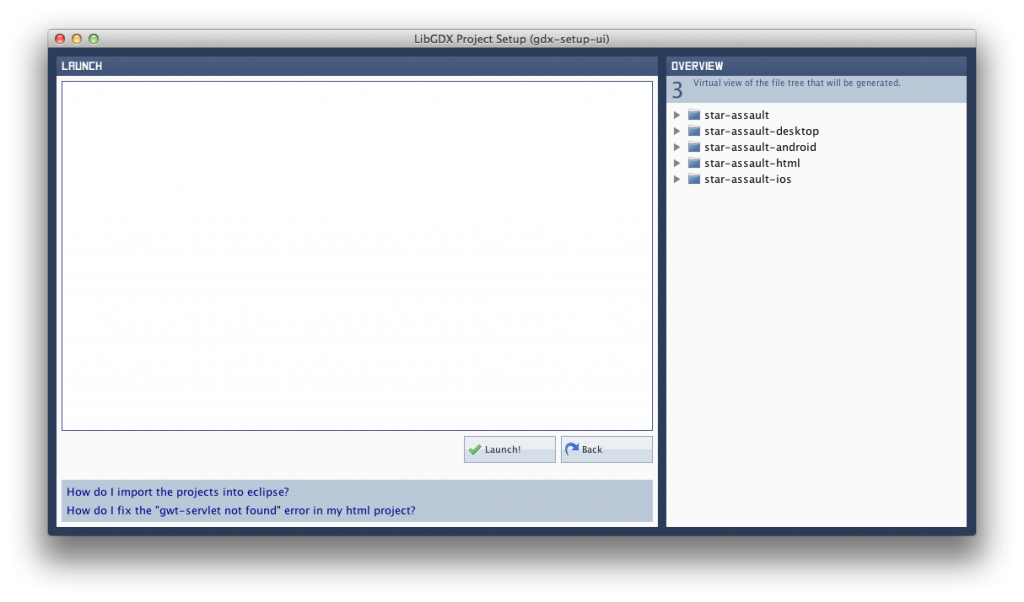 LibGDX Project Setup (gdx-setup-ui)
LAUNCH
Launch!
Back
How do I import the projects into eclipse?
How do I fix the "gwt-servlet not found" error in my html project?
OVERVIEW
3
Virtual view of the file tree that will be generated.
star-assault
star-assault-desktop
star-assault-android
star-assault-html
star-assault-ios